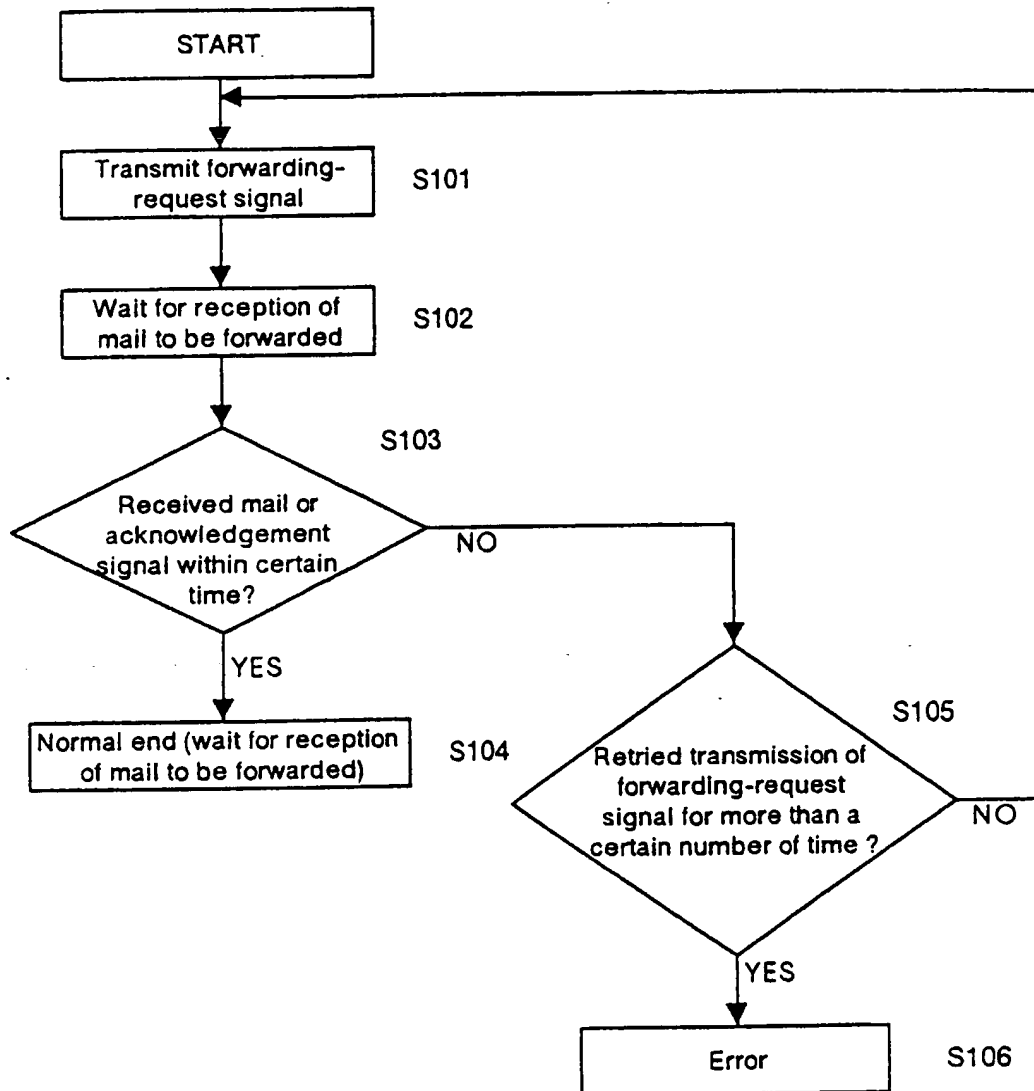 START
Transmit forwarding-
request signal
S101
Wait for reception of
mail to be forwarded
S102
S103
Received mail or
acknowledgement
signal within certain
time?
NO
YES
Normal end (wait for reception
of mail to be forwarded)
S104
S105
Retried transmission of
forwarding-request
signal for more than a
certain number of time ?
NO
YES
Error
S106